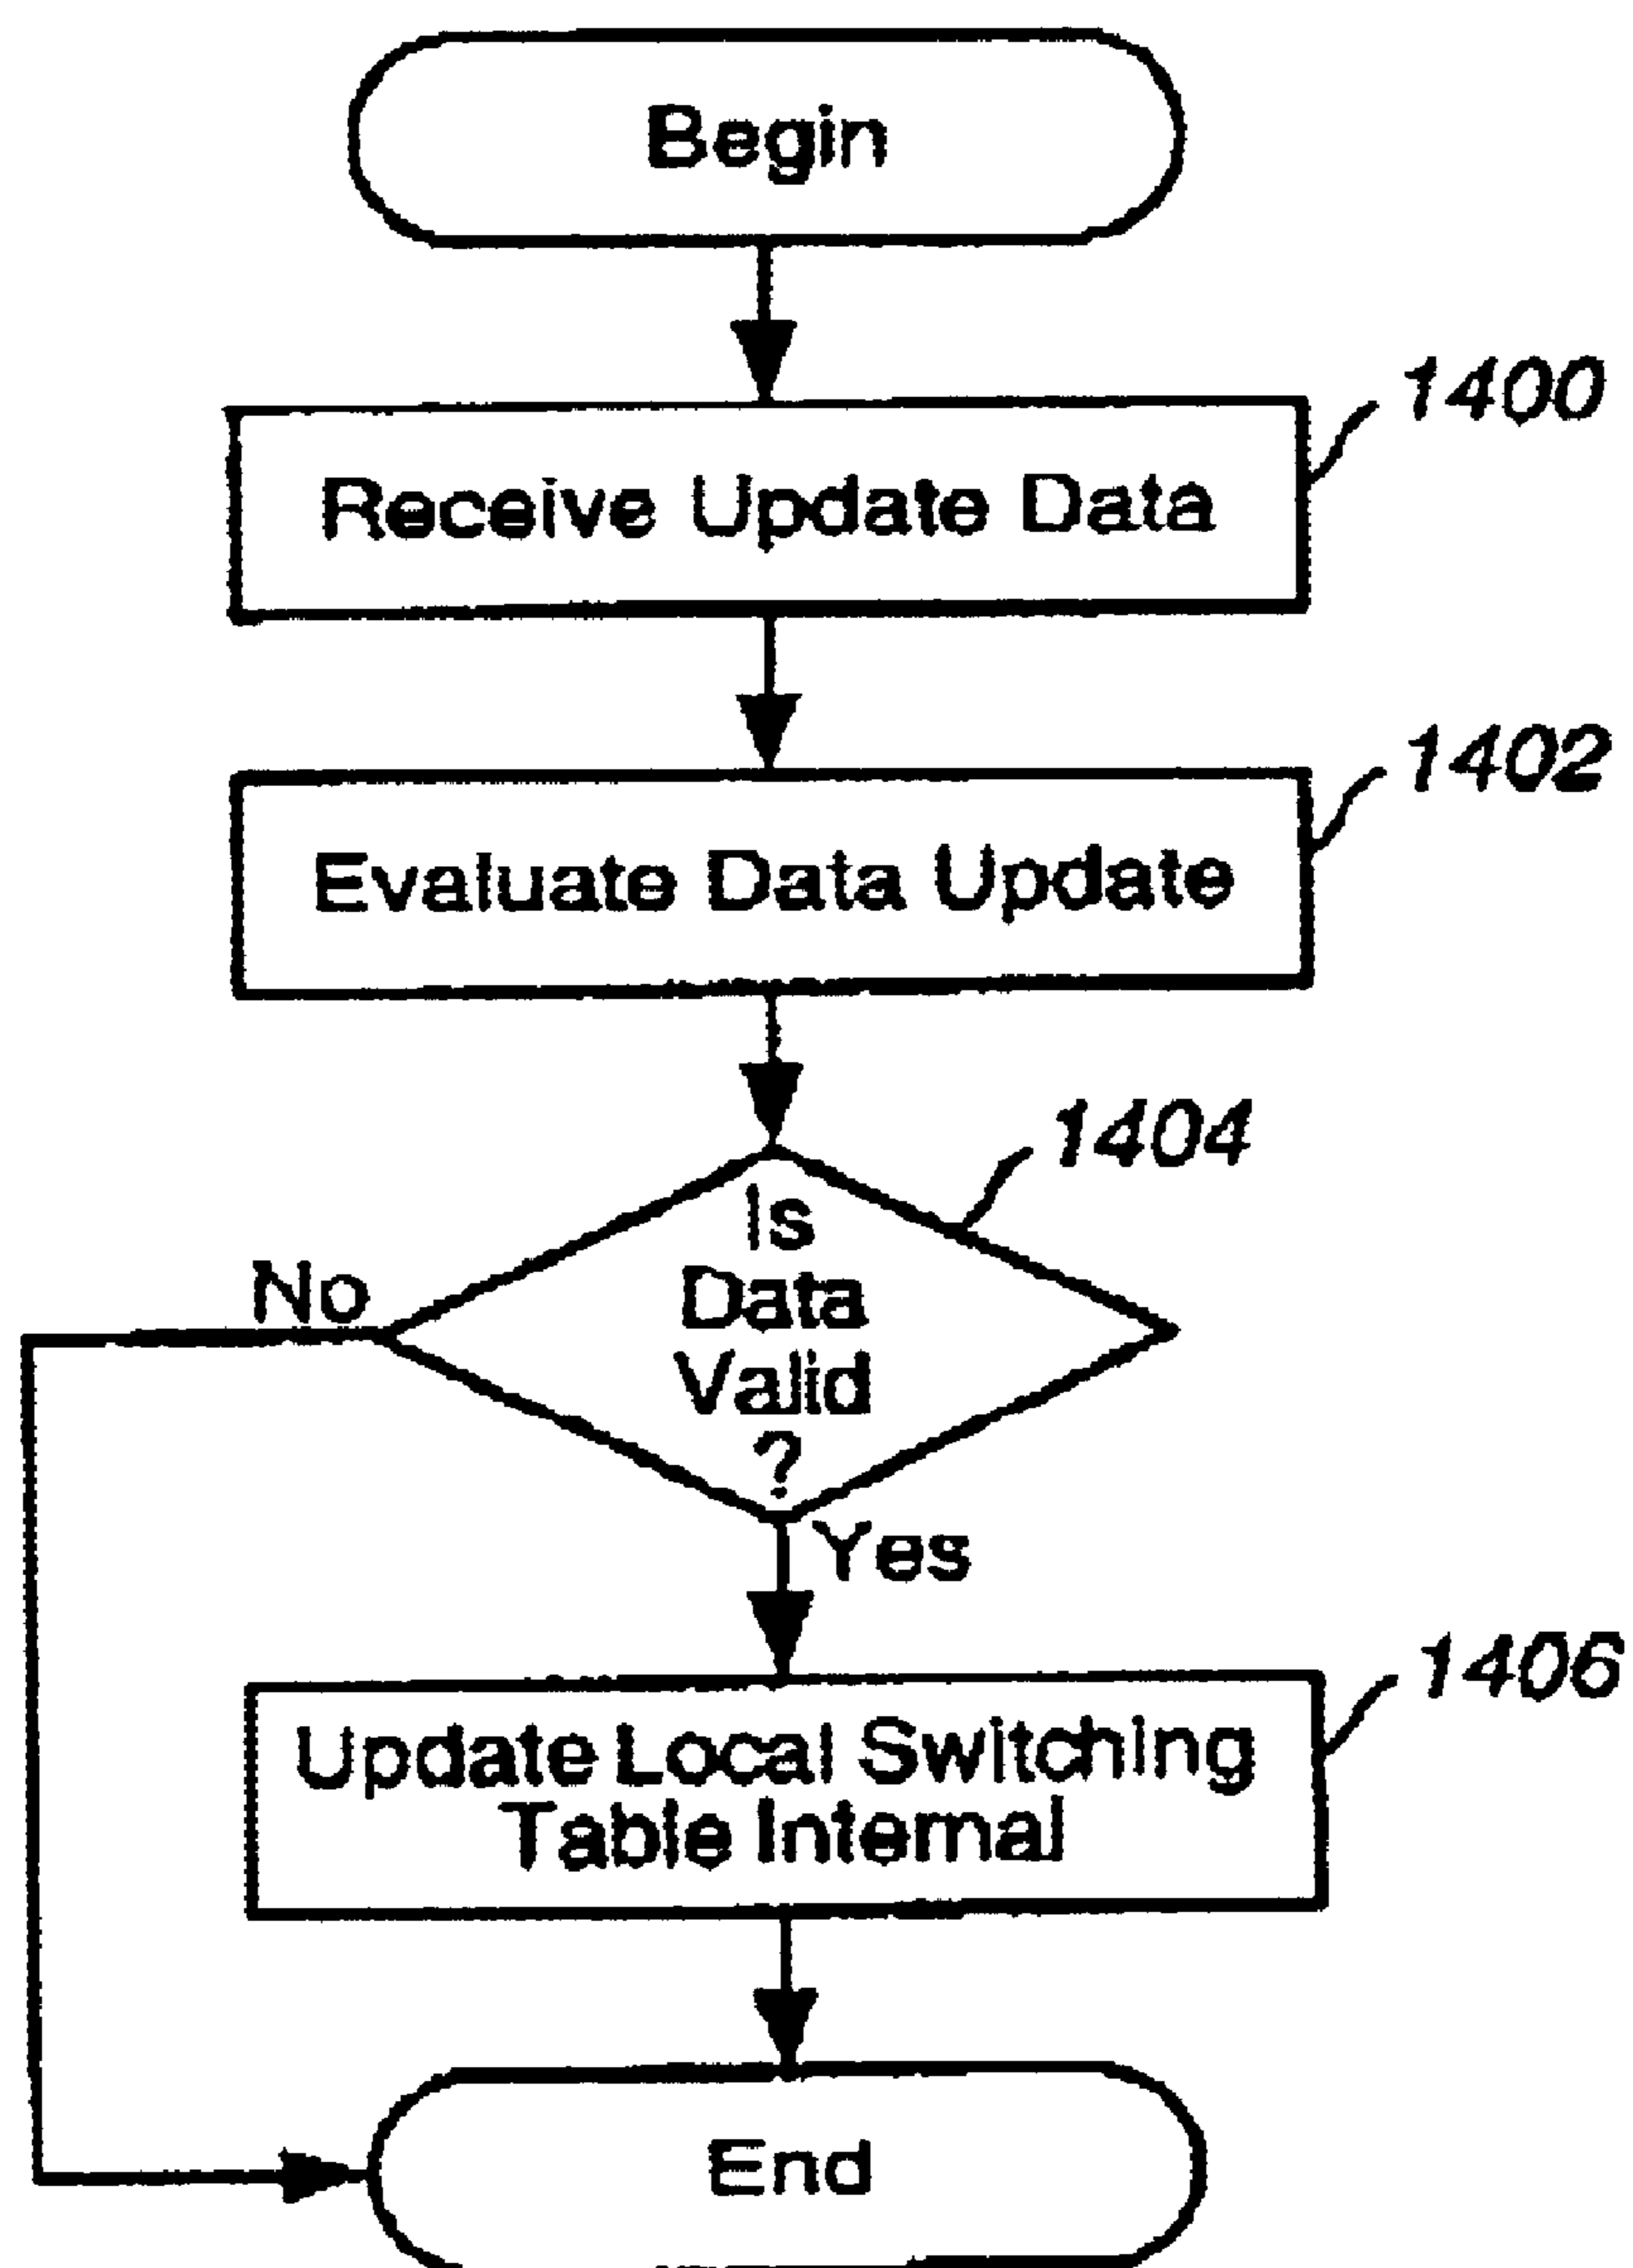 Begin
1400
Receive Update Data
1402
Evaluate Data Update
1404
Is
Data
Valid
?
No
Yes
1406
Update Local Switching
Table Internal
End